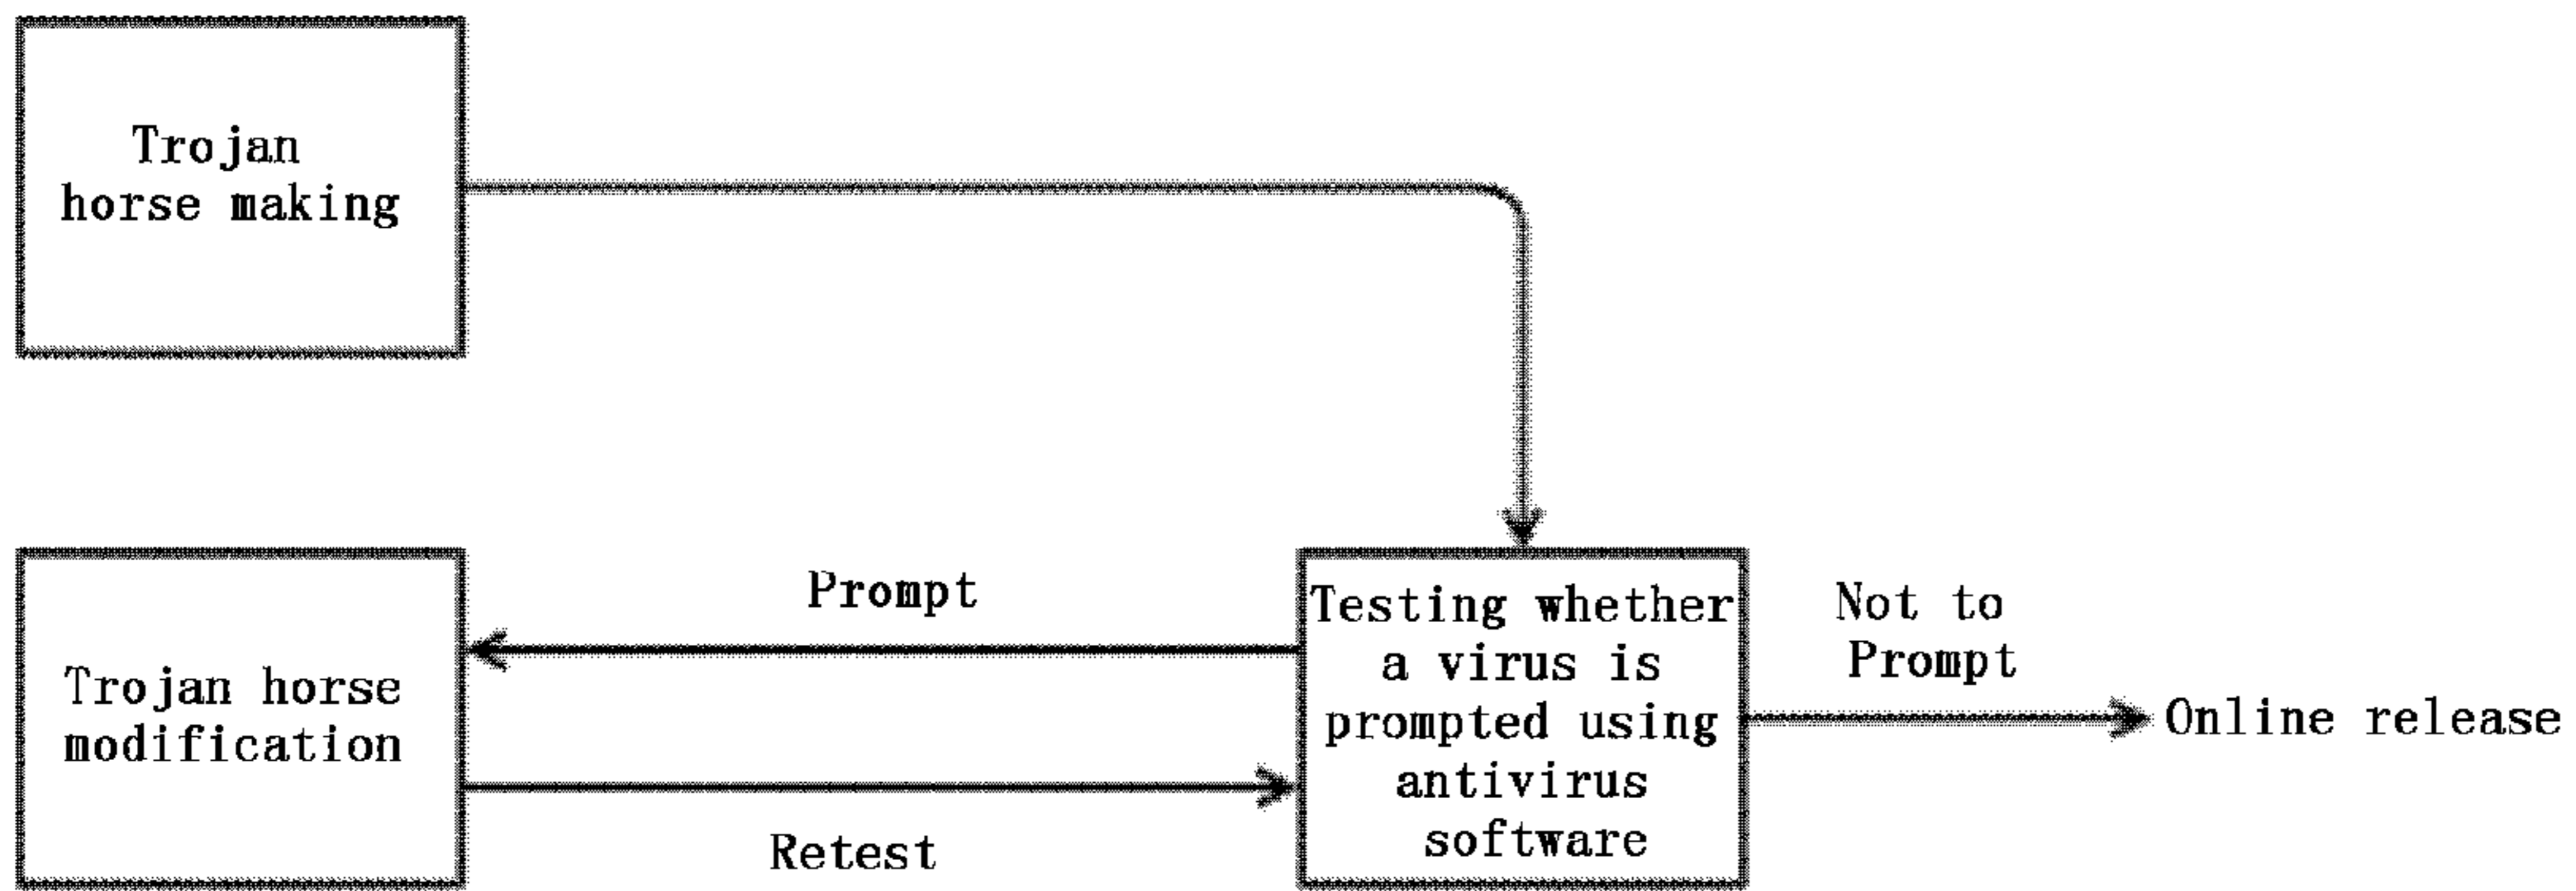 Trojan
horse making
Prompt
Trojan horse
modification
Retest
Testing whether
a virus is
prompted using
antivirus
software
Not to
Prompt
Online release